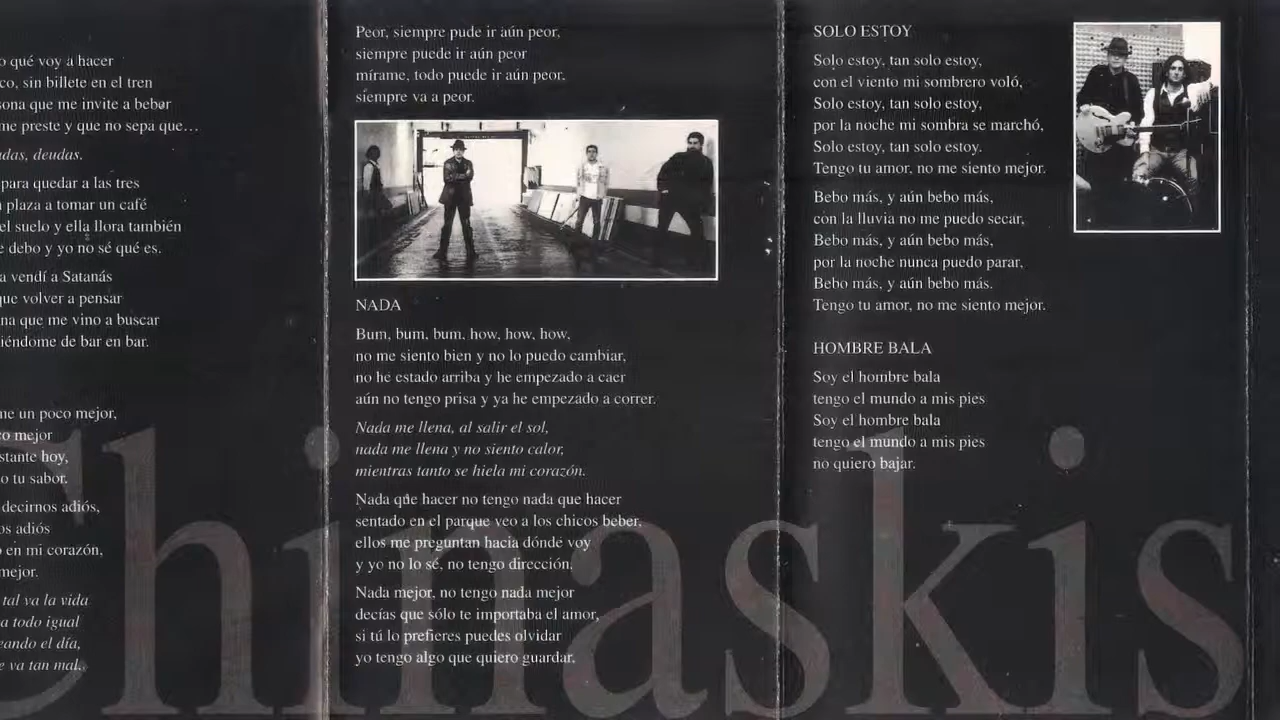 o qué voy a hacer
co, sin billete en el tren
sona que me invite a beber
me preste y que no sepa que…
das, deudas.
para quedar a las tres
plaza a tomar un café
el suelo y ella llora también
e debo y yo no sé qué es.
a vendí a Satanás
que volver a pensar
na que me vino a buscar
iéndome de bar en bar.
ne un poco mejor,
co mejor
stante hoy,
o tu sabor.
decirnos adiós,
os adiós
en mi corazón,
mejor.
tal va la vida
a todo igual
eando el día,
e va tan mal.
Peor, siempre pude ir aún peor,
siempre puede ir aún peor
mírame, todo puede ir aún peor.
siempre va a peor.
NADA
Bum, bum, bum, how, how, how,
no me siento bien y no lo puedo cambiar,
no he estado arriba y he empezado a caer
aún no tengo prisa y ya he empezado a correr.
Nada me llena, al salir el sol,
nada me llena y no siento calor,
mientras tanto se hiela mi corazón.
Nada que hacer no tengo nada que hacer
sentado en el parque veo a los chicos beber,
ellos me preguntan hacia dónde voy
y yo no lo sé, no tengo dirección.
Nada mejor, no tengo nada mejor
decías que sólo te importaba el amor,
si tú lo prefieres puedes olvidar
yo tengo algo que quiero guardar.
SOLO ESTOY
Solo estoy, tan solo estoy,
con el viento mi sombrero voló,
Solo estoy, tan solo estoy,
por la noche mi sombra se marchó,
Solo estoy, tan solo estoy.
Tengo tu amor, no me siento mejor.
Bebo más, y aún bebo más,
con la lluvia no me puedo secar,
Bebo más, y aún bebo más,
por la noche nunca puedo parar,
Bebo más, y aún bebo más.
Tengo tu amor, no me siento mejor.
HOMBRE BALA
Soy el hombre bala
tengo el mundo a mis pies
Soy el hombre bala
tengo el mundo a mis pies
no quiero bajar.
Chinaskis